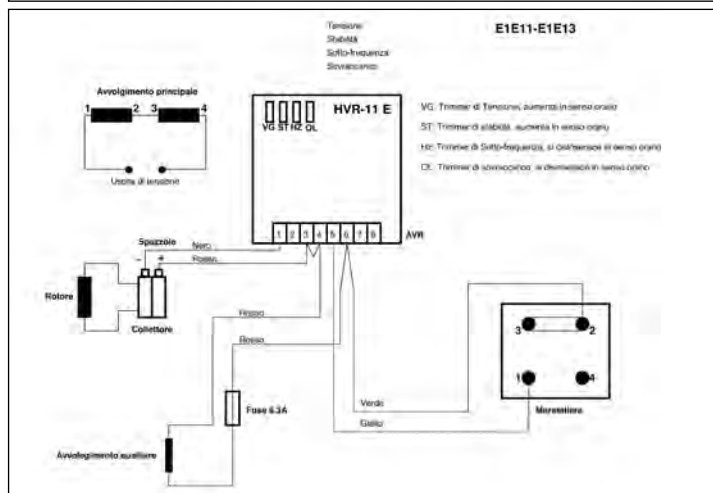 Tensione
Stabilità
Sotto-frequenza
Sovraccarico
E1E11-E1E13
Avvolgimento principale
1 2 3 4
Uscita di tensione
HVR-11 E
VG ST HZ OL
VG: Trimmer di Tensione, aumenta in senso orario
ST: Trimmer di stabilità, aumenta in senso orario
Hz: Trimmer di Sotto-frequenza, si disinserisce in senso orario
OL: Trimmer di sovraccarico, si disinserisce in senso orario
1 2 3 4 5 6 7 8
AVR
Spazzole
- +
Nero
Rosso
Rotore
Collettore
Rosso
Rosso
3 2
1 4
Fuse 6.3A
Verde
Giallo
Morsettiera
Avvolgimento ausiliare